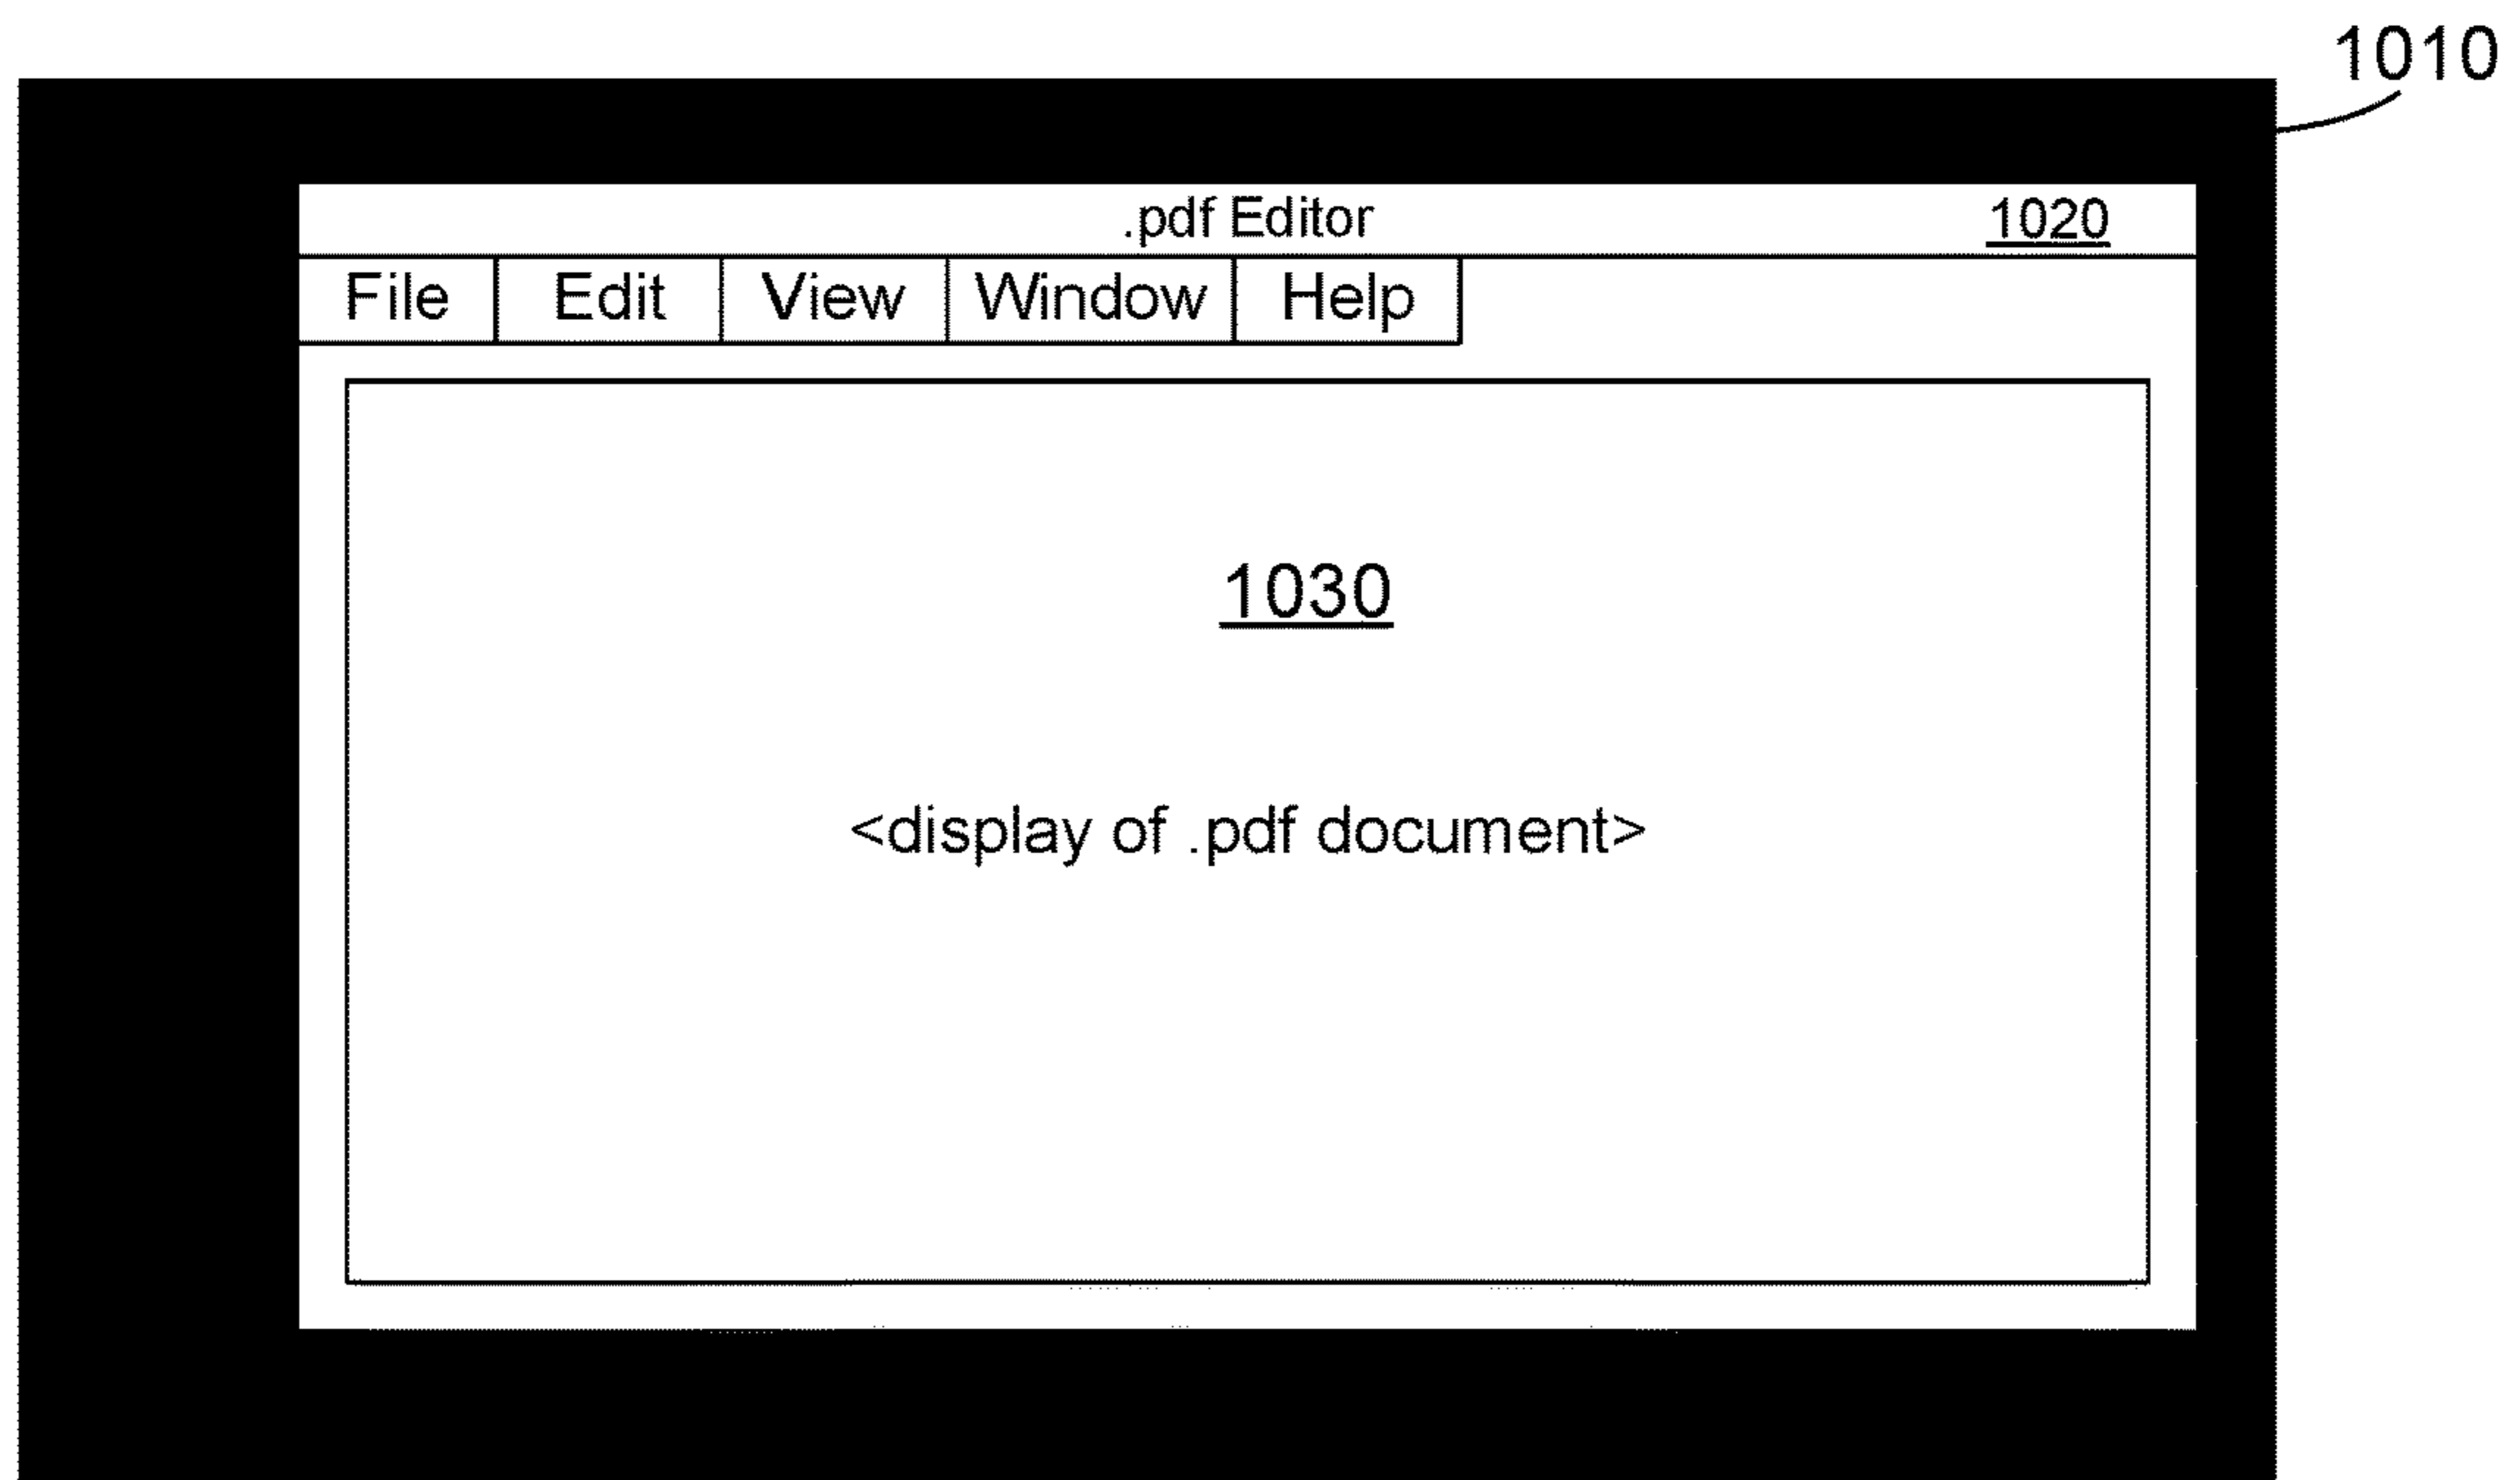 1010
.pdf Editor 1020
File Edit View Window Help
1030
<display of .pdf document>